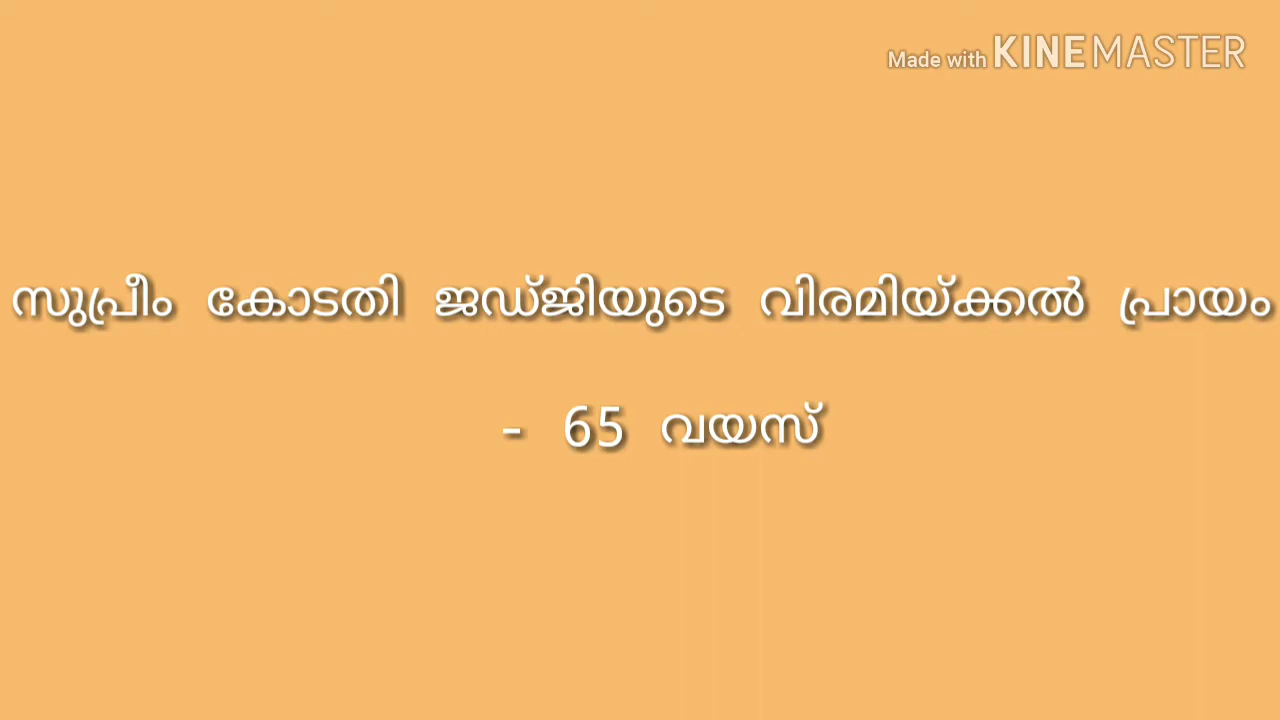 Made with KINEMASTER
സുപ്രീം കോടതി ജഡ്ജിയുടെ വിരമിയ്ക്കൽ പ്രായം
- 65 വയസ്